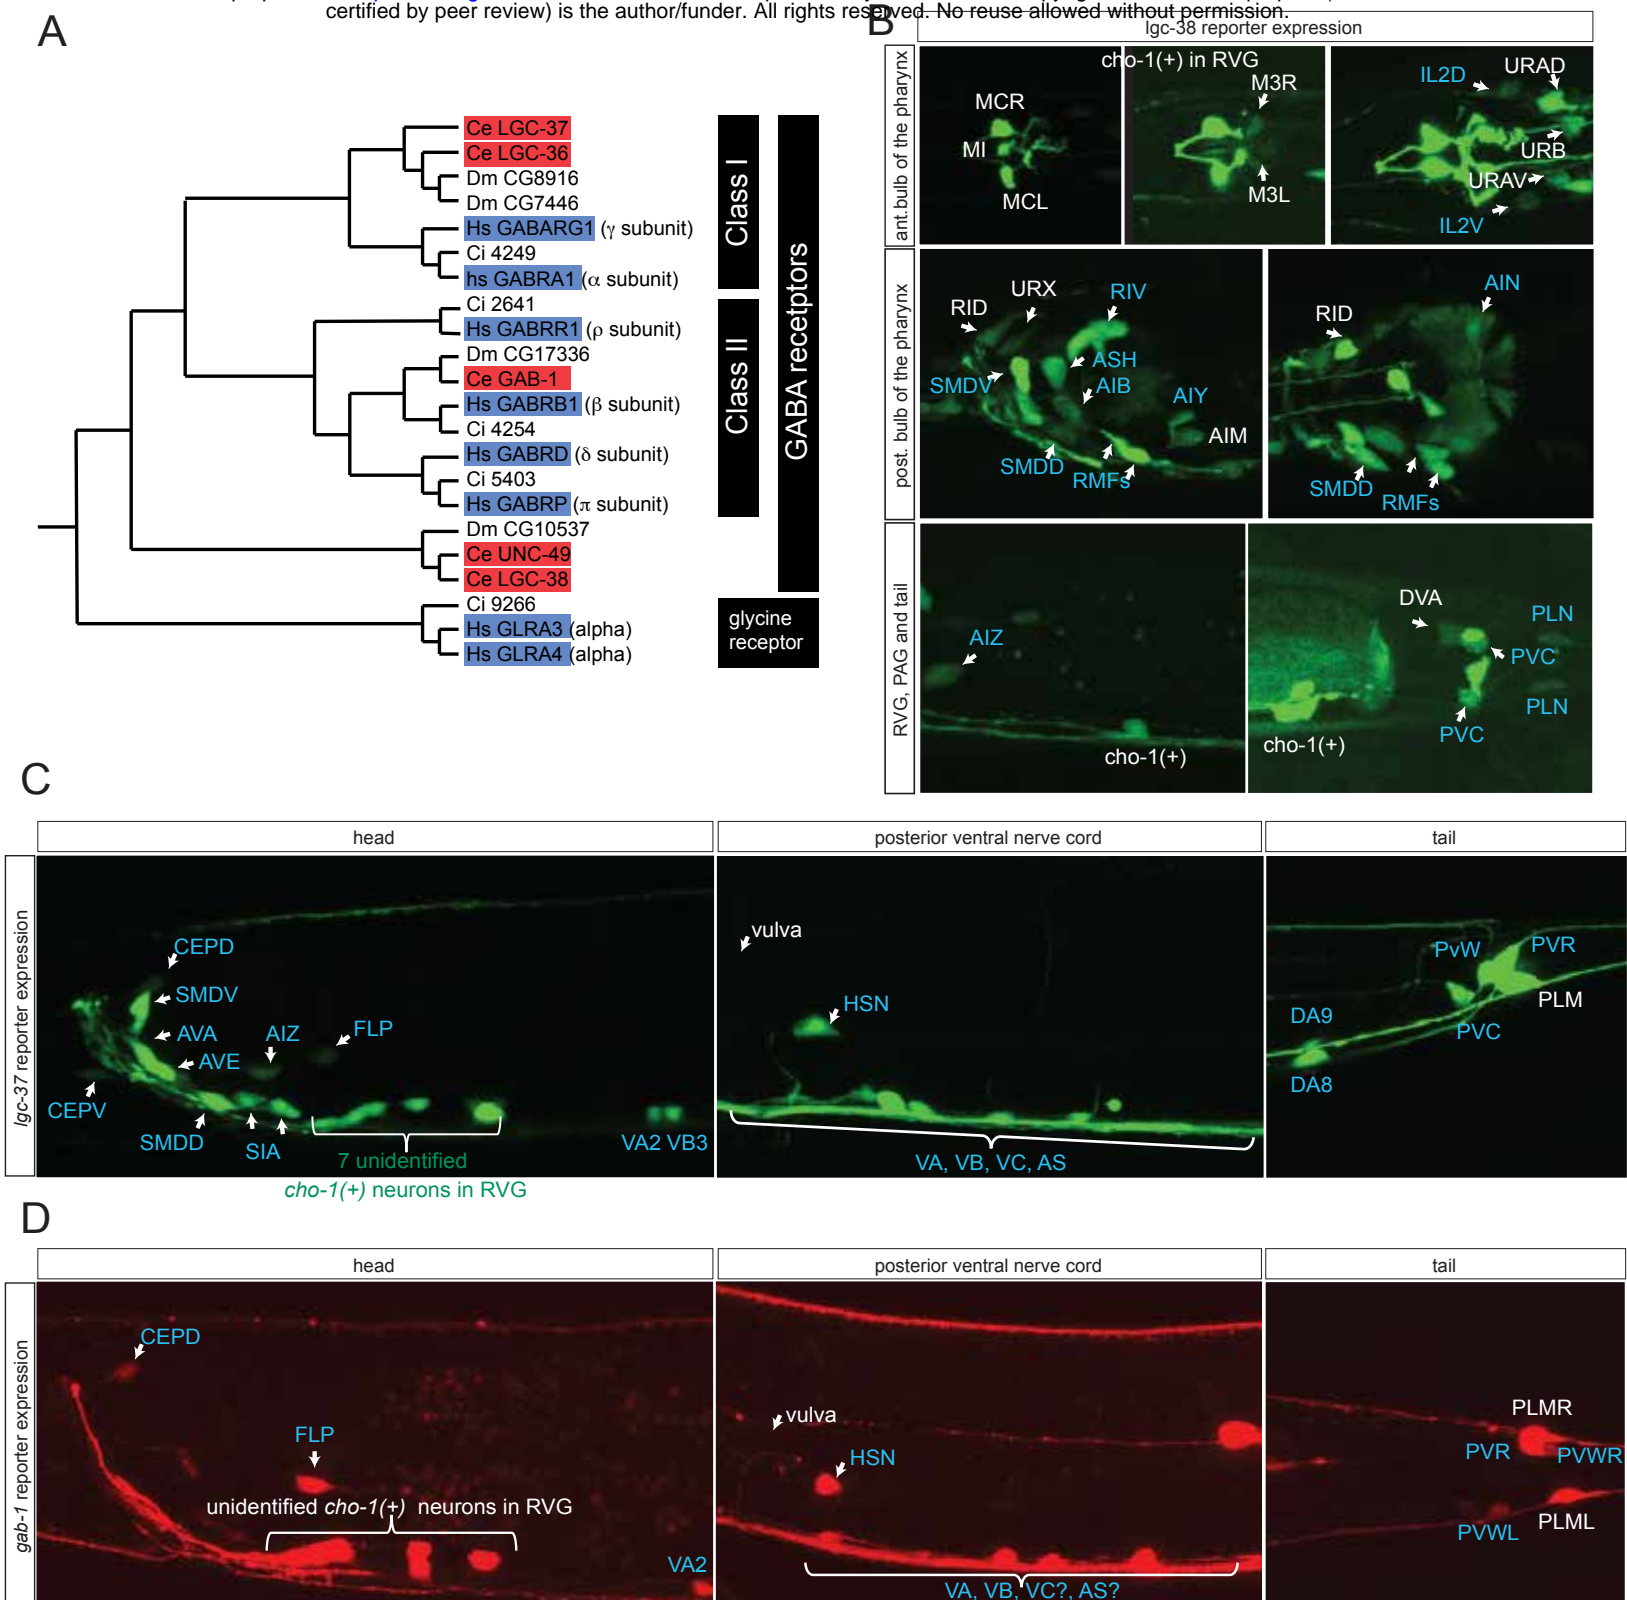 certified by peer review) is the author/funder. All rights reserved. No reuse allowed without permission.
A
Ce LGC-37
Ce LGC-36
Dm CG8916
Dm CG7446
Hs GABARG1 (γ subunit)
Ci 4249
hs GABRA1 (α subunit)
Ci 2641
Hs GABRR1 (ρ subunit)
Dm CG17336
Ce GAB-1
Hs GABRB1 (β subunit)
Ci 4254
Hs GABRD (δ subunit)
Ci 5403
Hs GABRP (π subunit)
Dm CG10537
Ce UNC-49
Ce LGC-38
Ci 9266
Hs GLRA3 (alpha)
Hs GLRA4 (alpha)
Class I
Class II
GABA recetptors
glycine
receptor
B
lgc-38 reporter expression
ant.bulb of the pharynx
MCR
MI
MCL
cho-1(+) in RVG
M3R
M3L
IL2D
URAD
URB
URAV
IL2V
post. bulb of the pharynx
RID
URX
RIV
SMDV
ASH
AIB
AIY
AIM
SMDD
RMFs
RID
AIN
SMDD
RMFs
RVG, PAG and tail
AIZ
cho-1(+)
DVA
PLN
PVC
PLN
PVC
cho-1(+)
C
head
posterior ventral nerve cord
tail
lgc-37 reporter expression
CEPD
SMDV
AVA
AIZ
FLP
AVE
CEPV
SMDD
SIA
7 unidentified
cho-1(+) neurons in RVG
VA2 VB3
vulva
HSN
VA, VB, VC, AS
PvW
PVR
PLM
DA9
PVC
DA8
D
head
posterior ventral nerve cord
tail
gab-1 reporter expression
CEPD
FLP
unidentified cho-1(+) neurons in RVG
VA2
vulva
HSN
VA, VB, VC?, AS?
PLMR
PVR
PVWR
PVWL
PLML